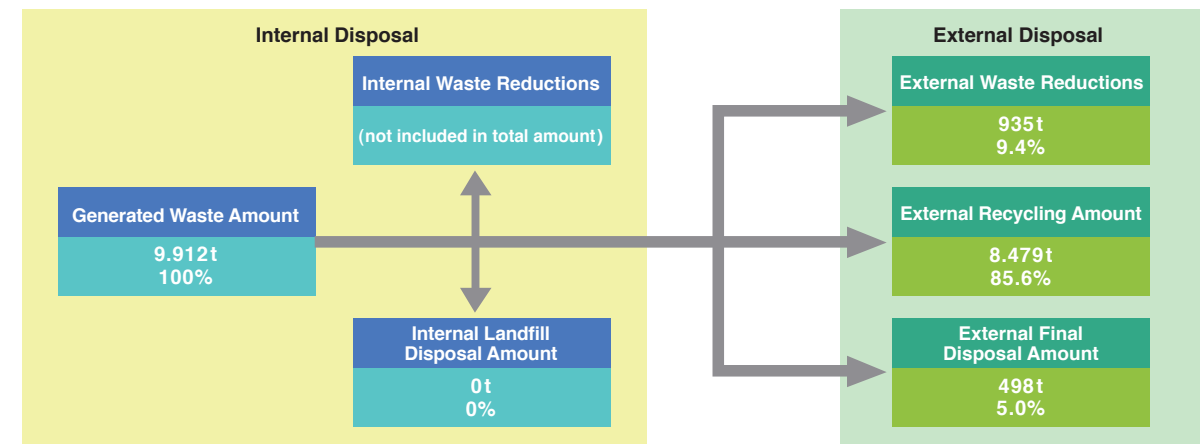 Internal Disposal
Internal Waste Reductions
(not included in total amount)
Generated Waste Amount
9.912t
100%
Internal Landfill
Disposal Amount
0t
0%
External Disposal
External Waste Reductions
935t
9.4%
External Recycling Amount
8.479t
85.6%
External Final
Disposal Amount
498t
5.0%